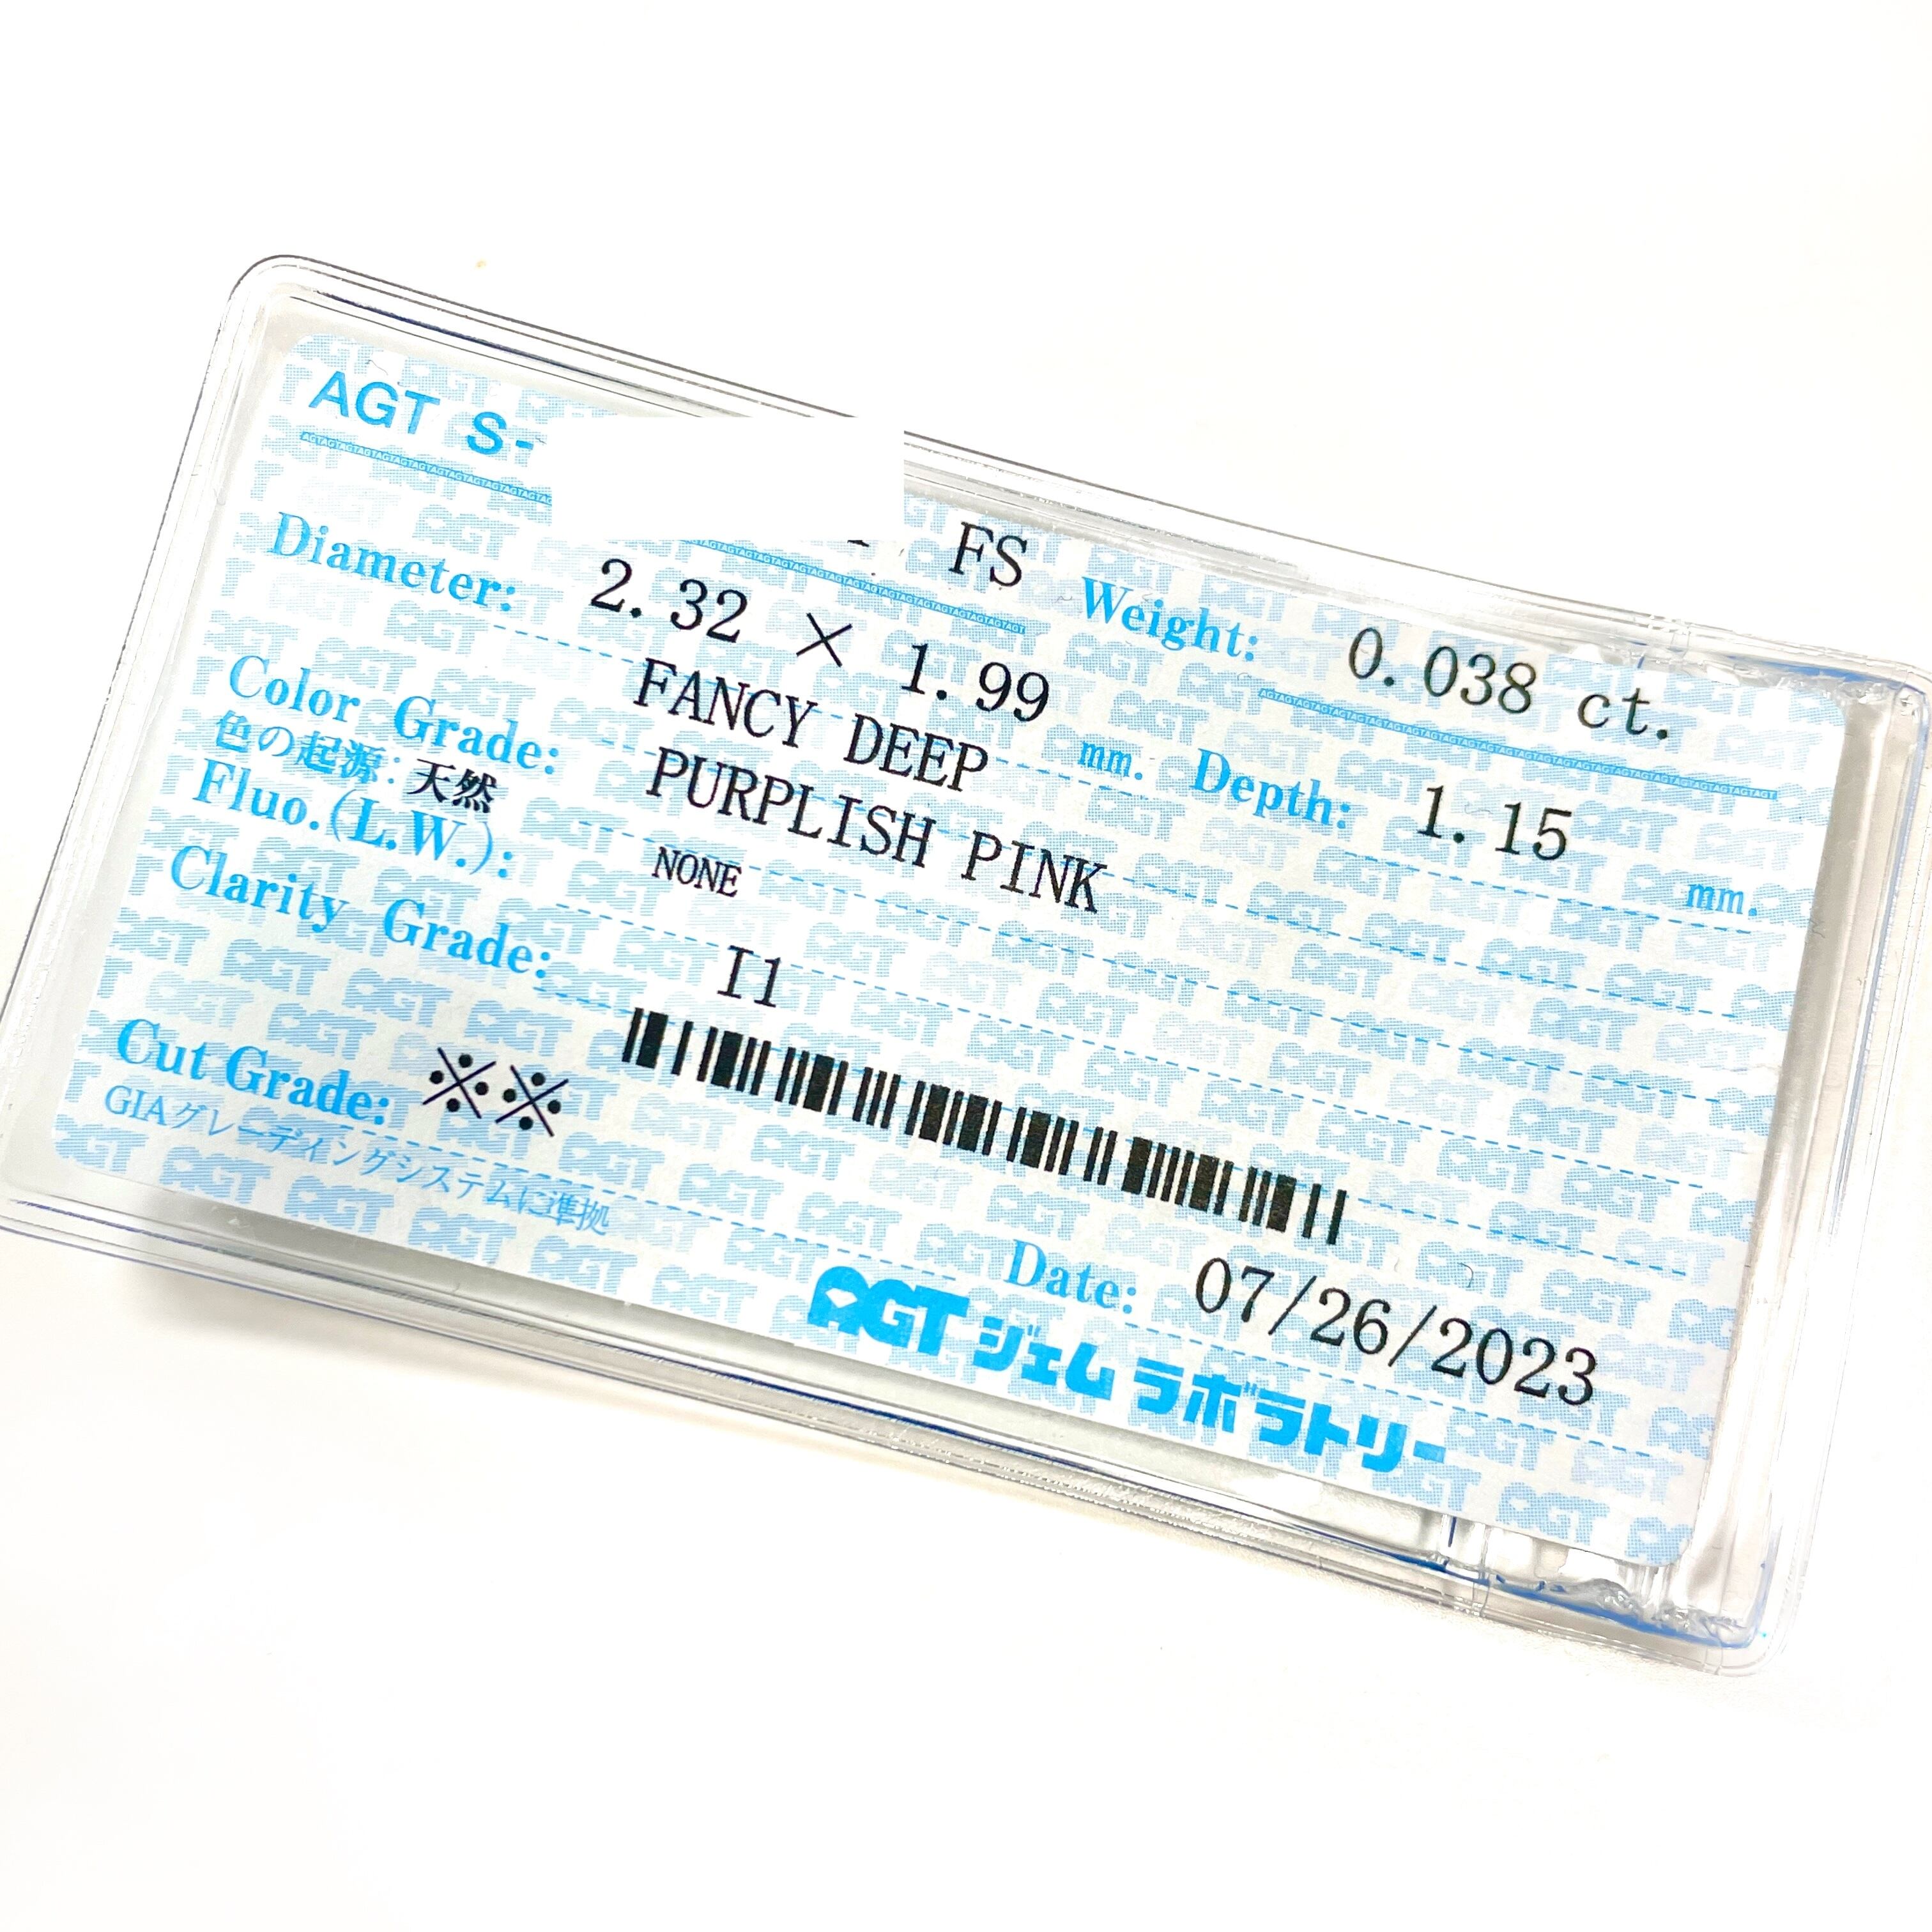 AGT S-
FS Weight: 0.038 ct.
Diameter: 2.32 × 1.99 mm. Depth: 1.15 mm.
Color Grade: FANCY DEEP
色の起源: 天然 PURPLISH PINK
Fluo.(L.W.): NONE
Clarity Grade: I1
Cut Grade: ※※
GIAグレーディングシステムに準拠
Date: 07/26/2023
AGT ジェム ラボラトリー